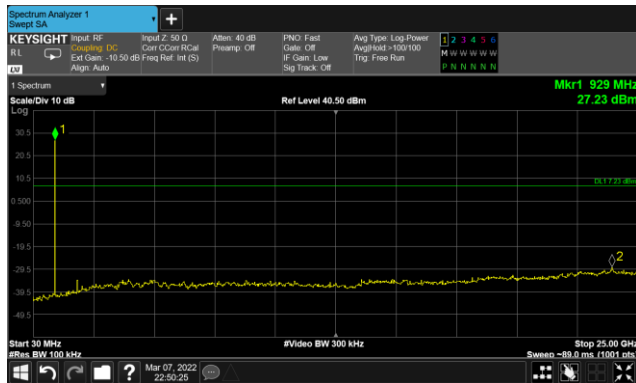 Spectrum Analyzer 1
Swept SA
+
KEYSIGHT Input: RF Input Z: 50 Ω Atten: 40 dB PNO: Fast Avg Type: Log-Power 1 2 3 4 5 6
RL Coupling: DC Corr CCorr RCal Preamp: Off Gate: Off Avg|Hold:>100/100 M W W W W W
Ext Gain: -10.50 dB Freq Ref: Int (S) IF Gain: Low Trig: Free Run
LXI Align: Auto Sig Track: Off P N N N N N
1 Spectrum Mkr1 929 MHz
Scale/Div 10 dB Ref Level 40.50 dBm 27.23 dBm
Log
30.5 1
20.5
10.5 DL1 7.23 dBm
0.500
-9.50
-19.5
2
-29.5
-39.5
-49.5
Start 30 MHz #Video BW 300 kHz Stop 25.00 GHz
#Res BW 100 kHz Sweep ~89.0 ms (1001 pts)
? Mar 07, 2022
22:50:25